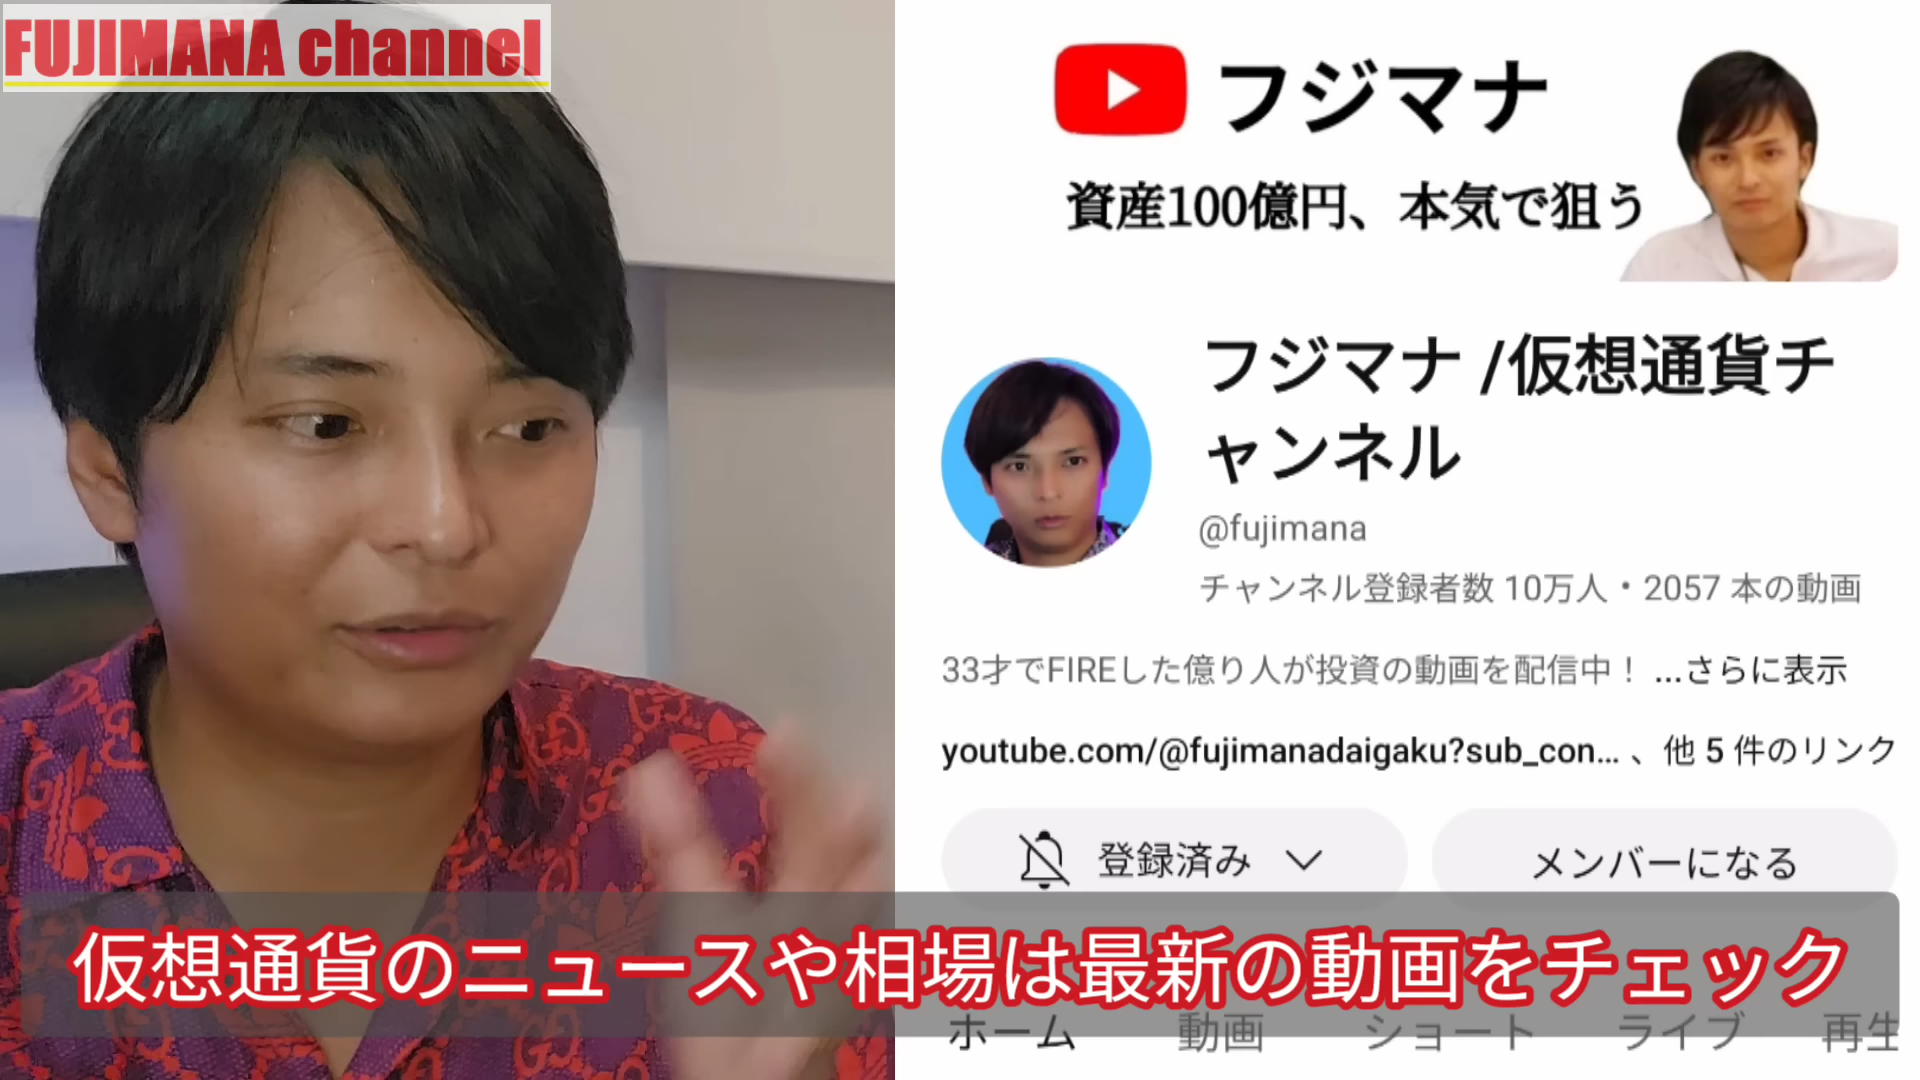 FUJIMANA channel
フジマナ
資産100億円、本気で狙う
フジマナ /仮想通貨チ
ャンネル
@fujimana
チャンネル登録者数 10万人・2057 本の動画
33才でFIREした億り人が投資の動画を配信中！ ...さらに表示
youtube.com/@fujimanadaigaku?sub_con... 、他 5 件のリンク
登録済み
メンバーになる
仮想通貨のニュースや相場は最新の動画をチェック
ホーム 動画 ショート ライブ 再生